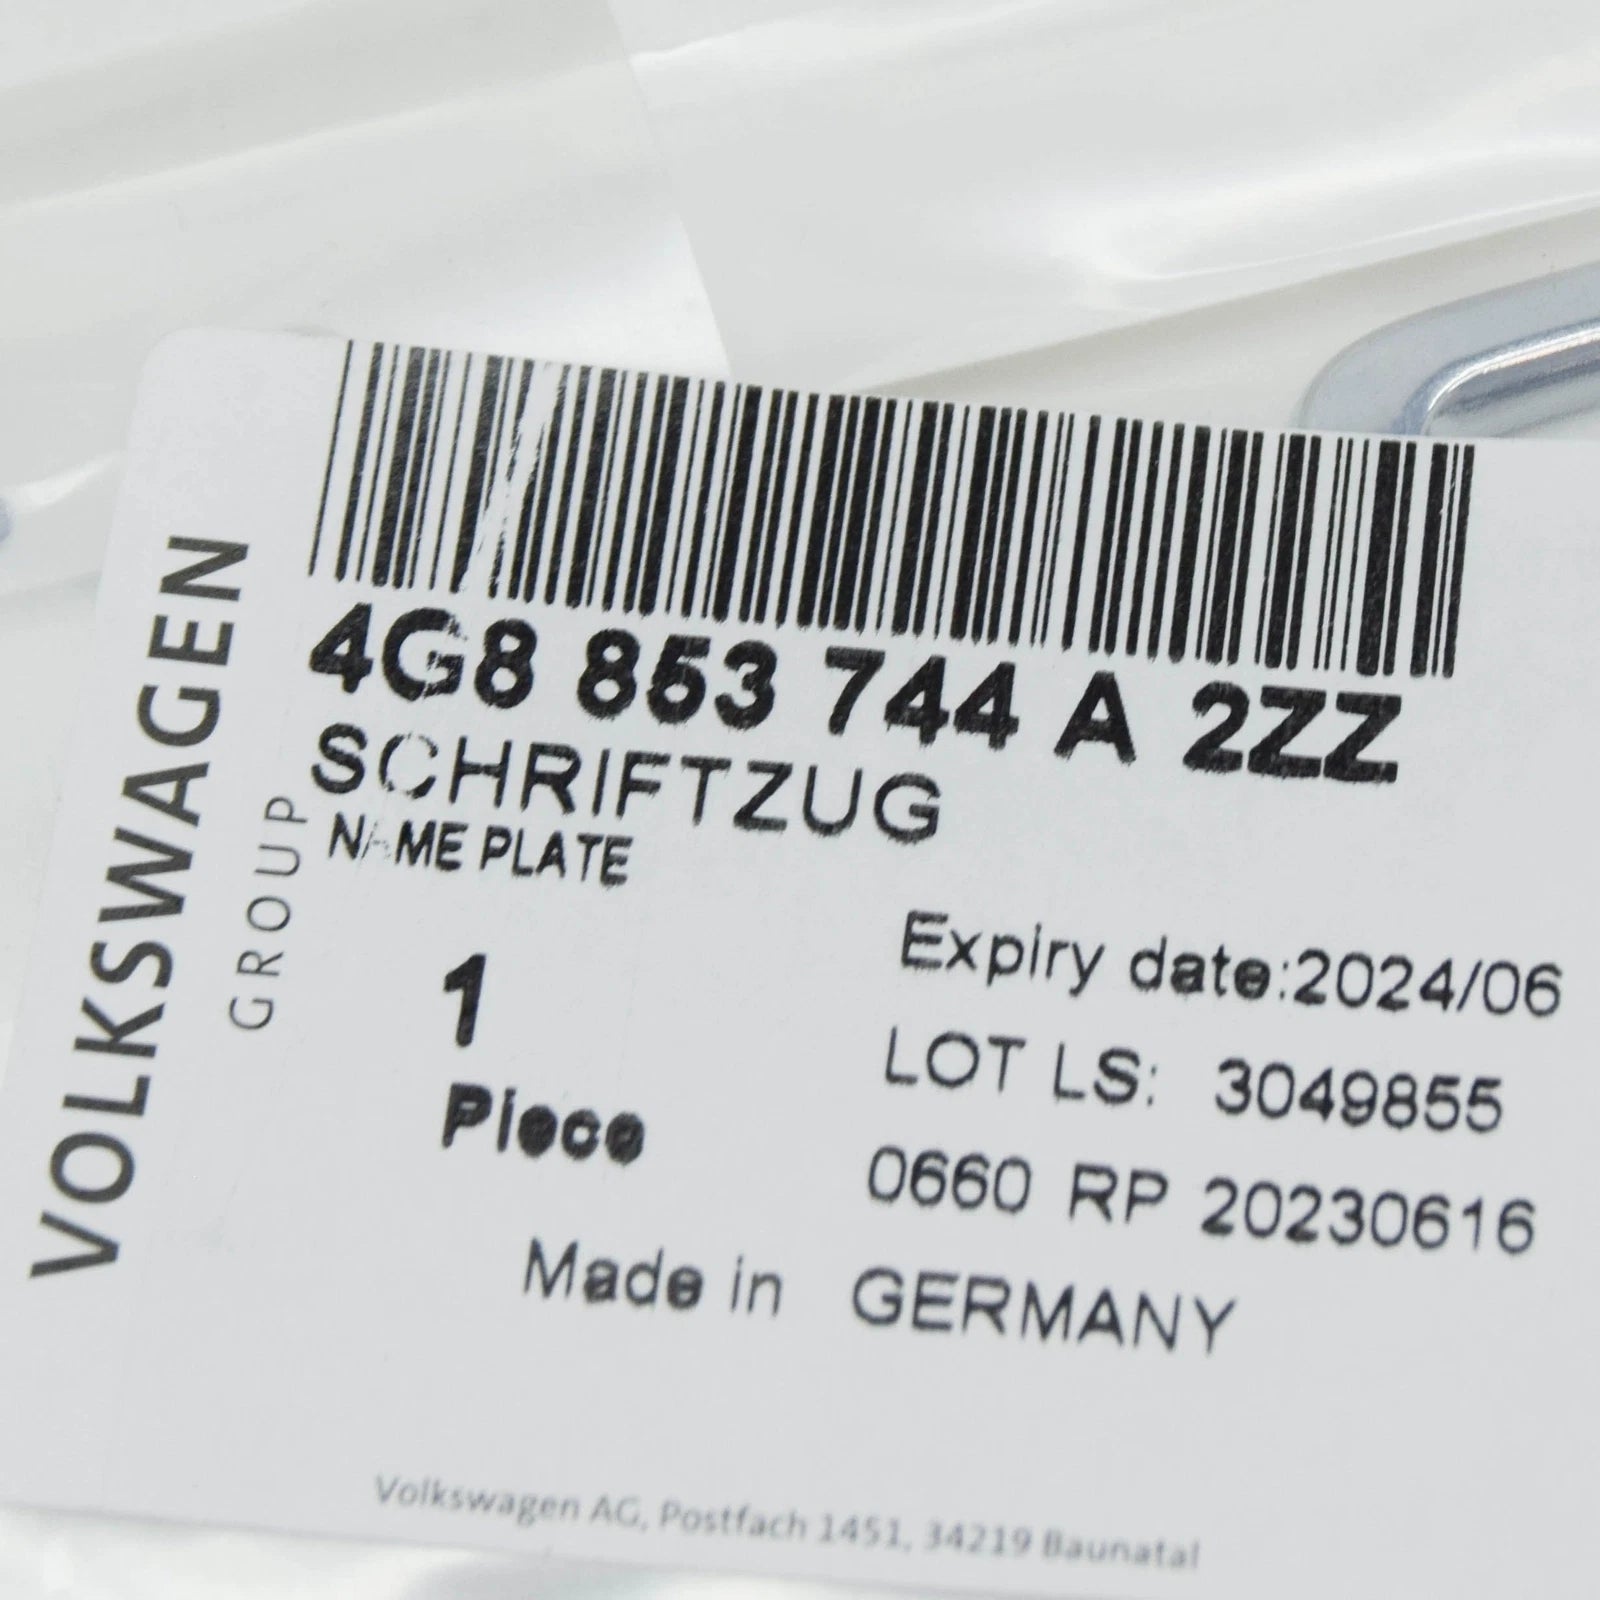 VOLKSWAGEN
GROUP
4G8 853 744 A 2ZZ
SCHRIFTZUG
NAME PLATE
1
Piece
Expiry date:2024/06
LOT LS: 3049855
0660 RP 20230616
Made in GERMANY
Volkswagen AG, Postfach 1451, 34219 Baunatal